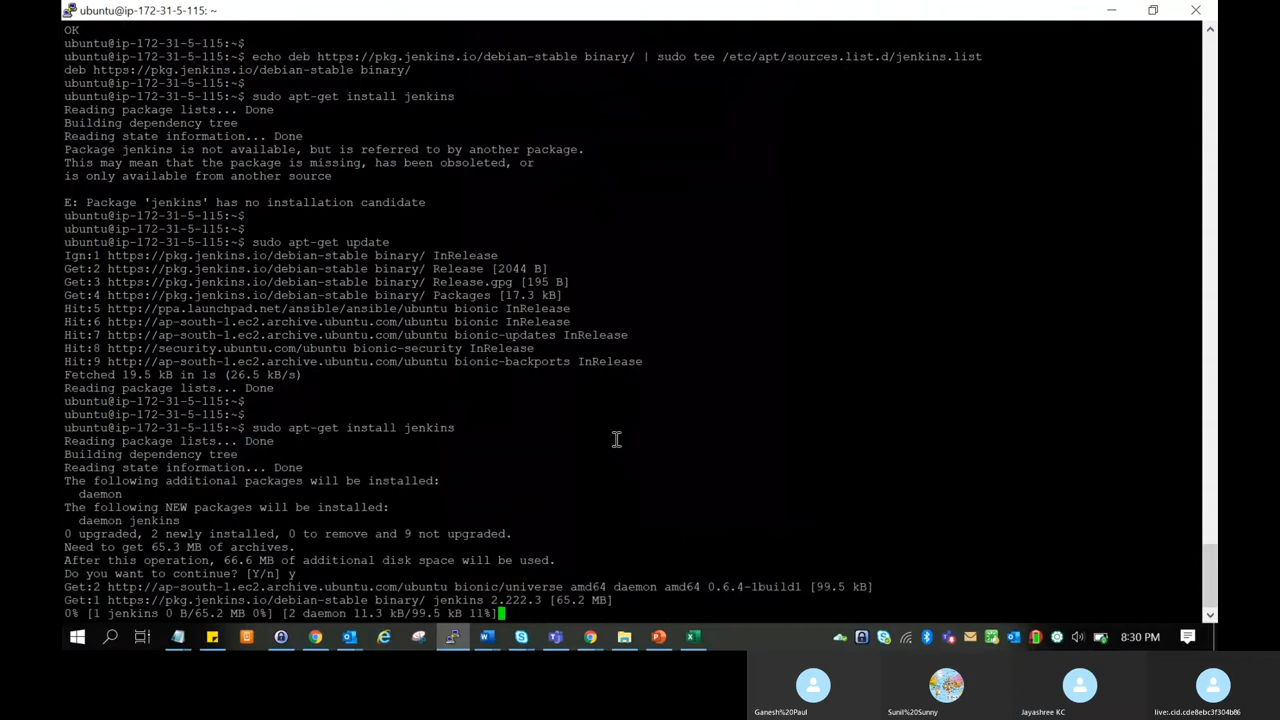 ubuntu@ip-172-31-5-115: ~
OK
ubuntu@ip-172-31-5-115:~$
ubuntu@ip-172-31-5-115:~$ echo deb https://pkg.jenkins.io/debian-stable binary/ | sudo tee /etc/apt/sources.list.d/jenkins.list
deb https://pkg.jenkins.io/debian-stable binary/
ubuntu@ip-172-31-5-115:~$
ubuntu@ip-172-31-5-115:~$ sudo apt-get install jenkins
Reading package lists... Done
Building dependency tree
Reading state information... Done
Package jenkins is not available, but is referred to by another package.
This may mean that the package is missing, has been obsoleted, or
is only available from another source
E: Package 'jenkins' has no installation candidate
ubuntu@ip-172-31-5-115:~$
ubuntu@ip-172-31-5-115:~$
ubuntu@ip-172-31-5-115:~$ sudo apt-get update
Ign:1 https://pkg.jenkins.io/debian-stable binary/ InRelease
Get:2 https://pkg.jenkins.io/debian-stable binary/ Release [2044 B]
Get:3 https://pkg.jenkins.io/debian-stable binary/ Release.gpg [195 B]
Get:4 https://pkg.jenkins.io/debian-stable binary/ Packages [17.3 kB]
Hit:5 http://ppa.launchpad.net/ansible/ansible/ubuntu bionic InRelease
Hit:6 http://ap-south-1.ec2.archive.ubuntu.com/ubuntu bionic InRelease
Hit:7 http://ap-south-1.ec2.archive.ubuntu.com/ubuntu bionic-updates InRelease
Hit:8 http://security.ubuntu.com/ubuntu bionic-security InRelease
Hit:9 http://ap-south-1.ec2.archive.ubuntu.com/ubuntu bionic-backports InRelease
Fetched 19.5 kB in 1s (26.5 kB/s)
Reading package lists... Done
ubuntu@ip-172-31-5-115:~$
ubuntu@ip-172-31-5-115:~$
ubuntu@ip-172-31-5-115:~$ sudo apt-get install jenkins
Reading package lists... Done
Building dependency tree
Reading state information... Done
The following additional packages will be installed:
  daemon
The following NEW packages will be installed:
  daemon jenkins
0 upgraded, 2 newly installed, 0 to remove and 9 not upgraded.
Need to get 65.3 MB of archives.
After this operation, 66.6 MB of additional disk space will be used.
Do you want to continue? [Y/n] y
Get:2 http://ap-south-1.ec2.archive.ubuntu.com/ubuntu bionic/universe amd64 daemon amd64 0.6.4-1build1 [99.5 kB]
Get:1 https://pkg.jenkins.io/debian-stable binary/ jenkins 2.222.3 [65.2 MB]
0% [1 jenkins 0 B/65.2 MB 0%] [2 daemon 11.3 kB/99.5 kB 11%]
8:30 PM
Ganesh%20Paul
Sunil%20Sunny
Jayashree KC
live:.cid.cde8ebc3f304b86